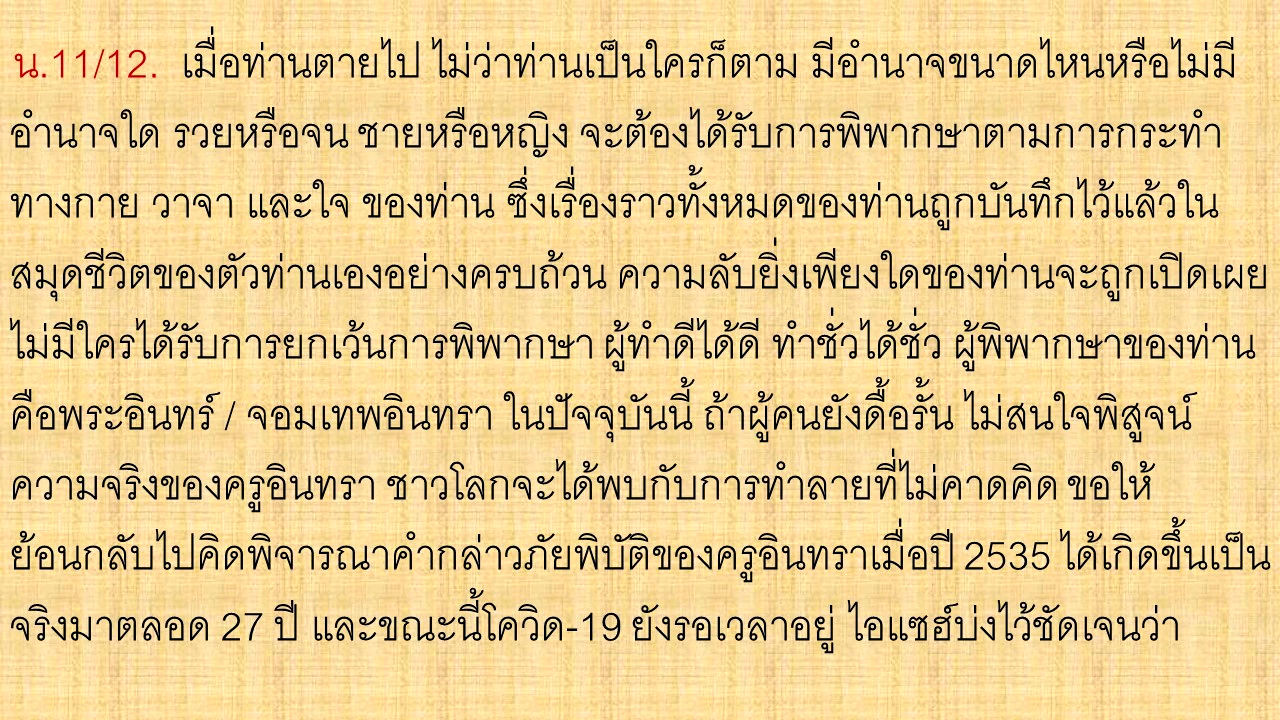 น.11/12. เมื่อท่านตายไป ไม่ว่าท่านเป็นใครก็ตาม มีอำนาจขนาดไหนหรือไม่มี
อำนาจใด รวยหรือจน ชายหรือหญิง จะต้องได้รับการพิพากษาตามการกระทำ
ทางกาย วาจา และใจ ของท่าน ซึ่งเรื่องราวทั้งหมดของท่านถูกบันทึกไว้แล้วใน
สมุดชีวิตของตัวท่านเองอย่างครบถ้วน ความลับยิ่งเพียงใดของท่านจะถูกเปิดเผย
ไม่มีใครได้รับการยกเว้นการพิพากษา ผู้ทำดีได้ดี ทำชั่วได้ชั่ว ผู้พิพากษาของท่าน
คือพระอินทร์ / จอมเทพอินทรา ในปัจจุบันนี้ ถ้าผู้คนยังดื้อรั้น ไม่สนใจพิสูจน์
ความจริงของครูอินทรา ชาวโลกจะได้พบกับการทำลายที่ไม่คาดคิด ขอให้
ย้อนกลับไปคิดพิจารณาคำกล่าวภัยพิบัติของครูอินทราเมื่อปี 2535 ได้เกิดขึ้นเป็น
จริงมาตลอด 27 ปี และขณะนี้โควิด-19 ยังรอเวลาอยู่ ไอแซฮ์บ่งไว้ชัดเจนว่า